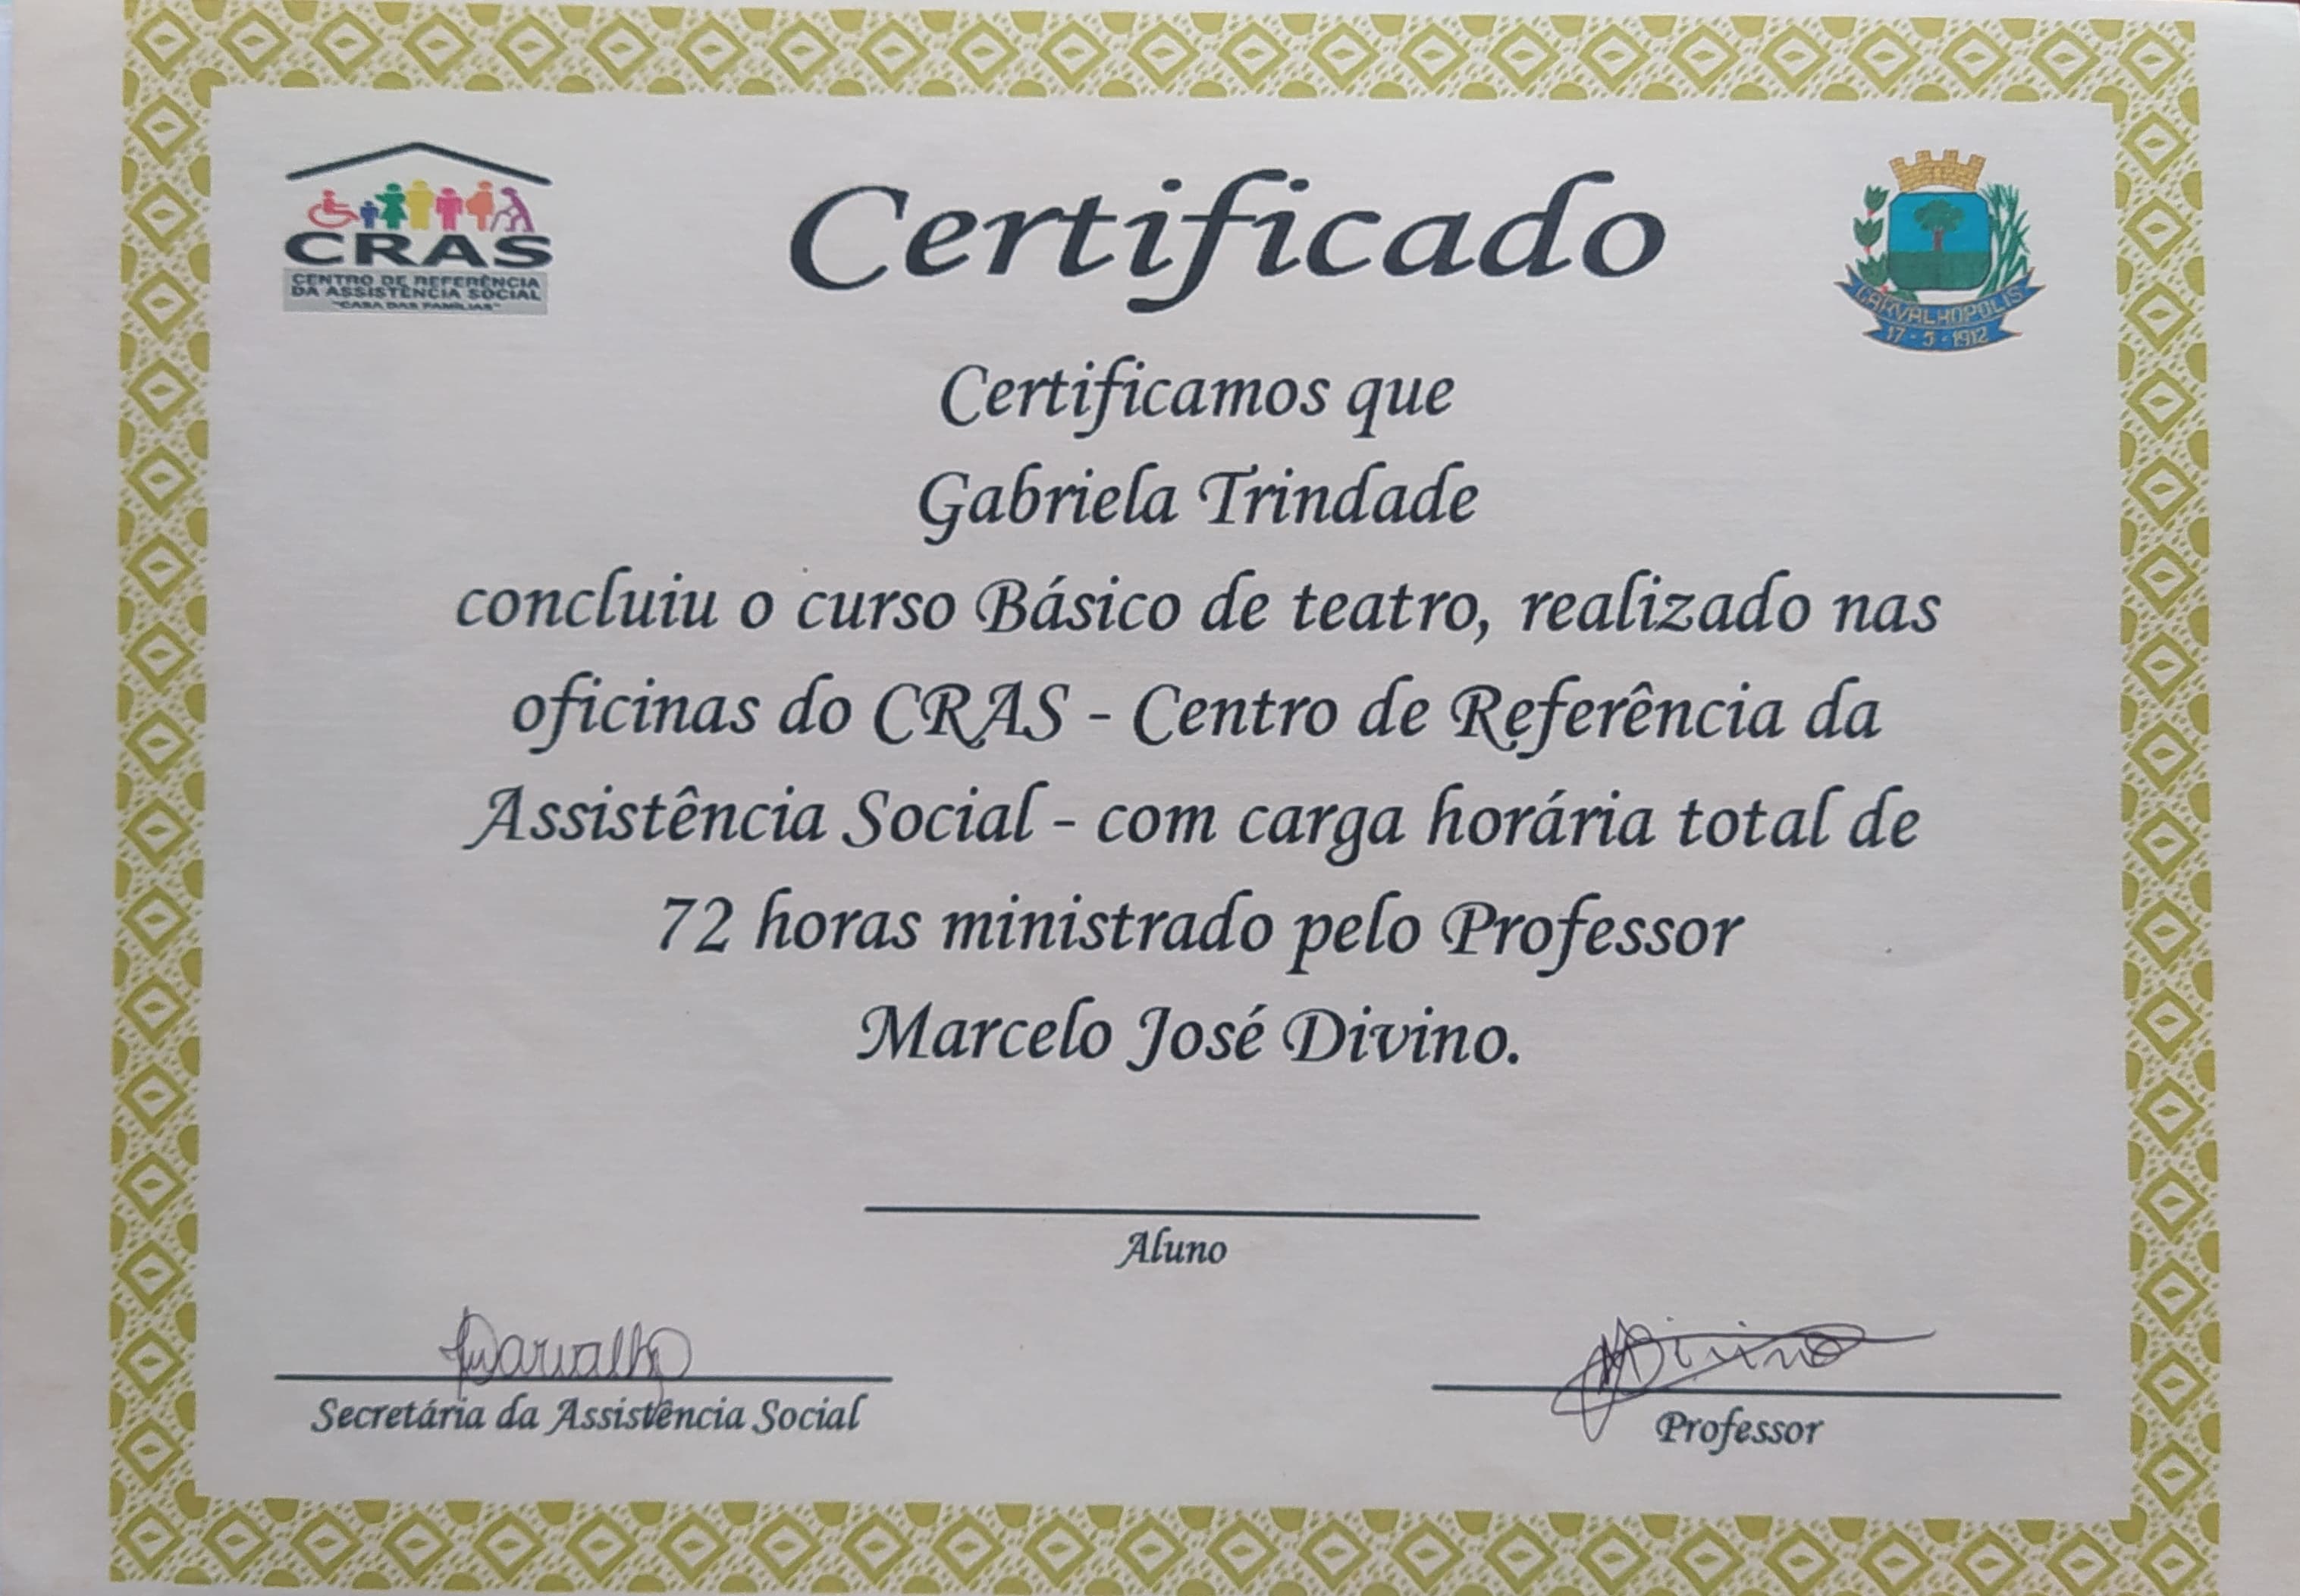 CRAS
CENTRO DE REFERÊNCIA
DA ASSISTÊNCIA SOCIAL
"CASA DAS FAMÍLIAS"
Certificado
CARVALHOPOLIS
17 - 5 - 1912
Certificamos que
Gabriela Trindade
concluiu o curso Básico de teatro, realizado nas
oficinas do CRAS - Centro de Referência da
Assistência Social - com carga horária total de
72 horas ministrado pelo Professor
Marcelo José Divino.
Aluno
Secretária da Assistência Social
Divino
Professor